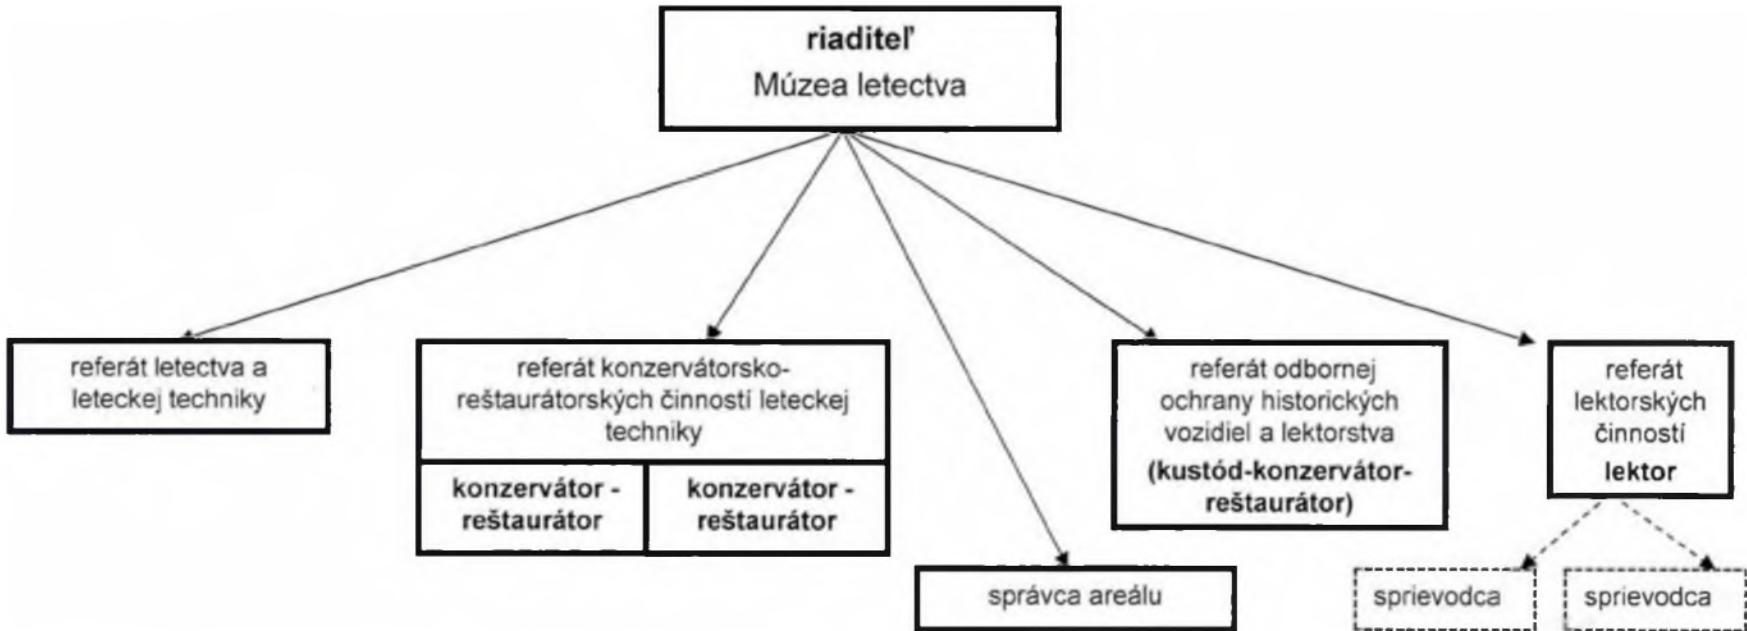 riaditeľ
Múzea letectva
referát letectva a
leteckej techniky
referát konzervátorsko-
reštaurátorských činností leteckej
techniky
konzervátor -
reštaurátor
konzervátor -
reštaurátor
referát odbornej
ochrany historických
vozidiel a lektorstva
(kustód-konzervátor-
reštaurátor)
referát
lektorských
činností
lektor
správca areálu
sprievodca
sprievodca